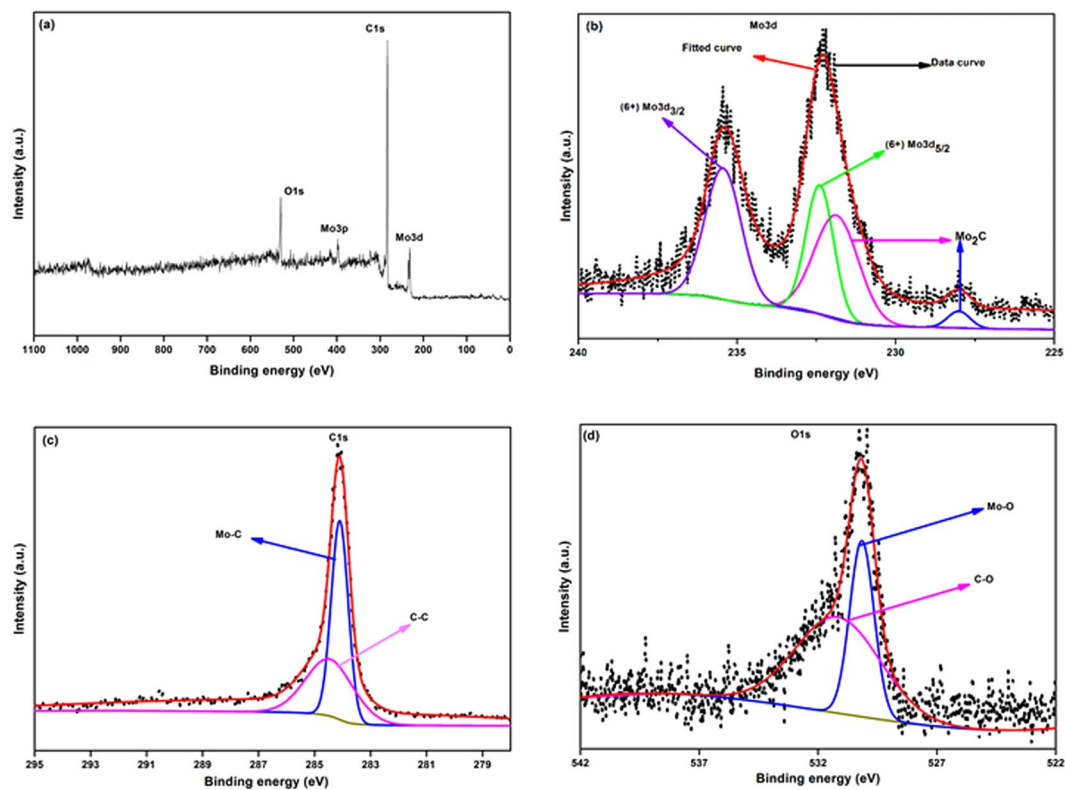 (a)
C1s
O1s
Mo3p
Mo3d
Intensity (a.u.)
1100 1000 900 800 700 600 500 400 300 200 100 0
Binding energy (eV)
(b)
Mo3d
Fitted curve
Data curve
(6+) Mo3d3/2
(6+) Mo3d5/2
Mo2C
Intensity (a.u.)
240 235 230 225
Binding energy (eV)
(c)
C1s
Mo-C
C-C
Intensity (a.u.)
295 293 291 289 287 285 283 281 279
Binding energy (eV)
(d)
O1s
Mo-O
C-O
Intensity (a.u.)
542 537 532 527 522
Binding energy (eV)